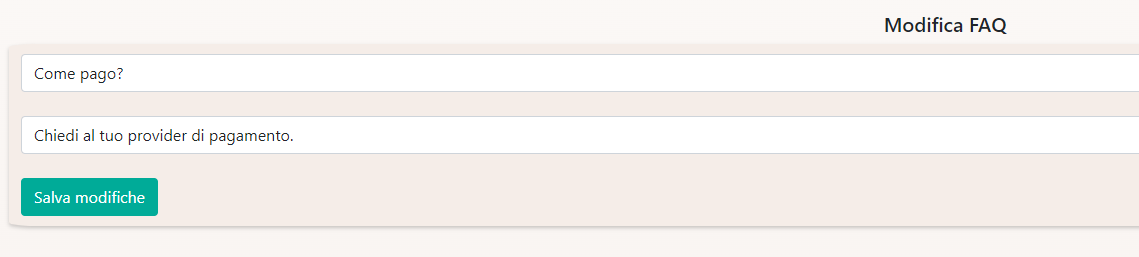 Modifica FAQ
Come pago?
Chiedi al tuo provider di pagamento.
Salva modifiche